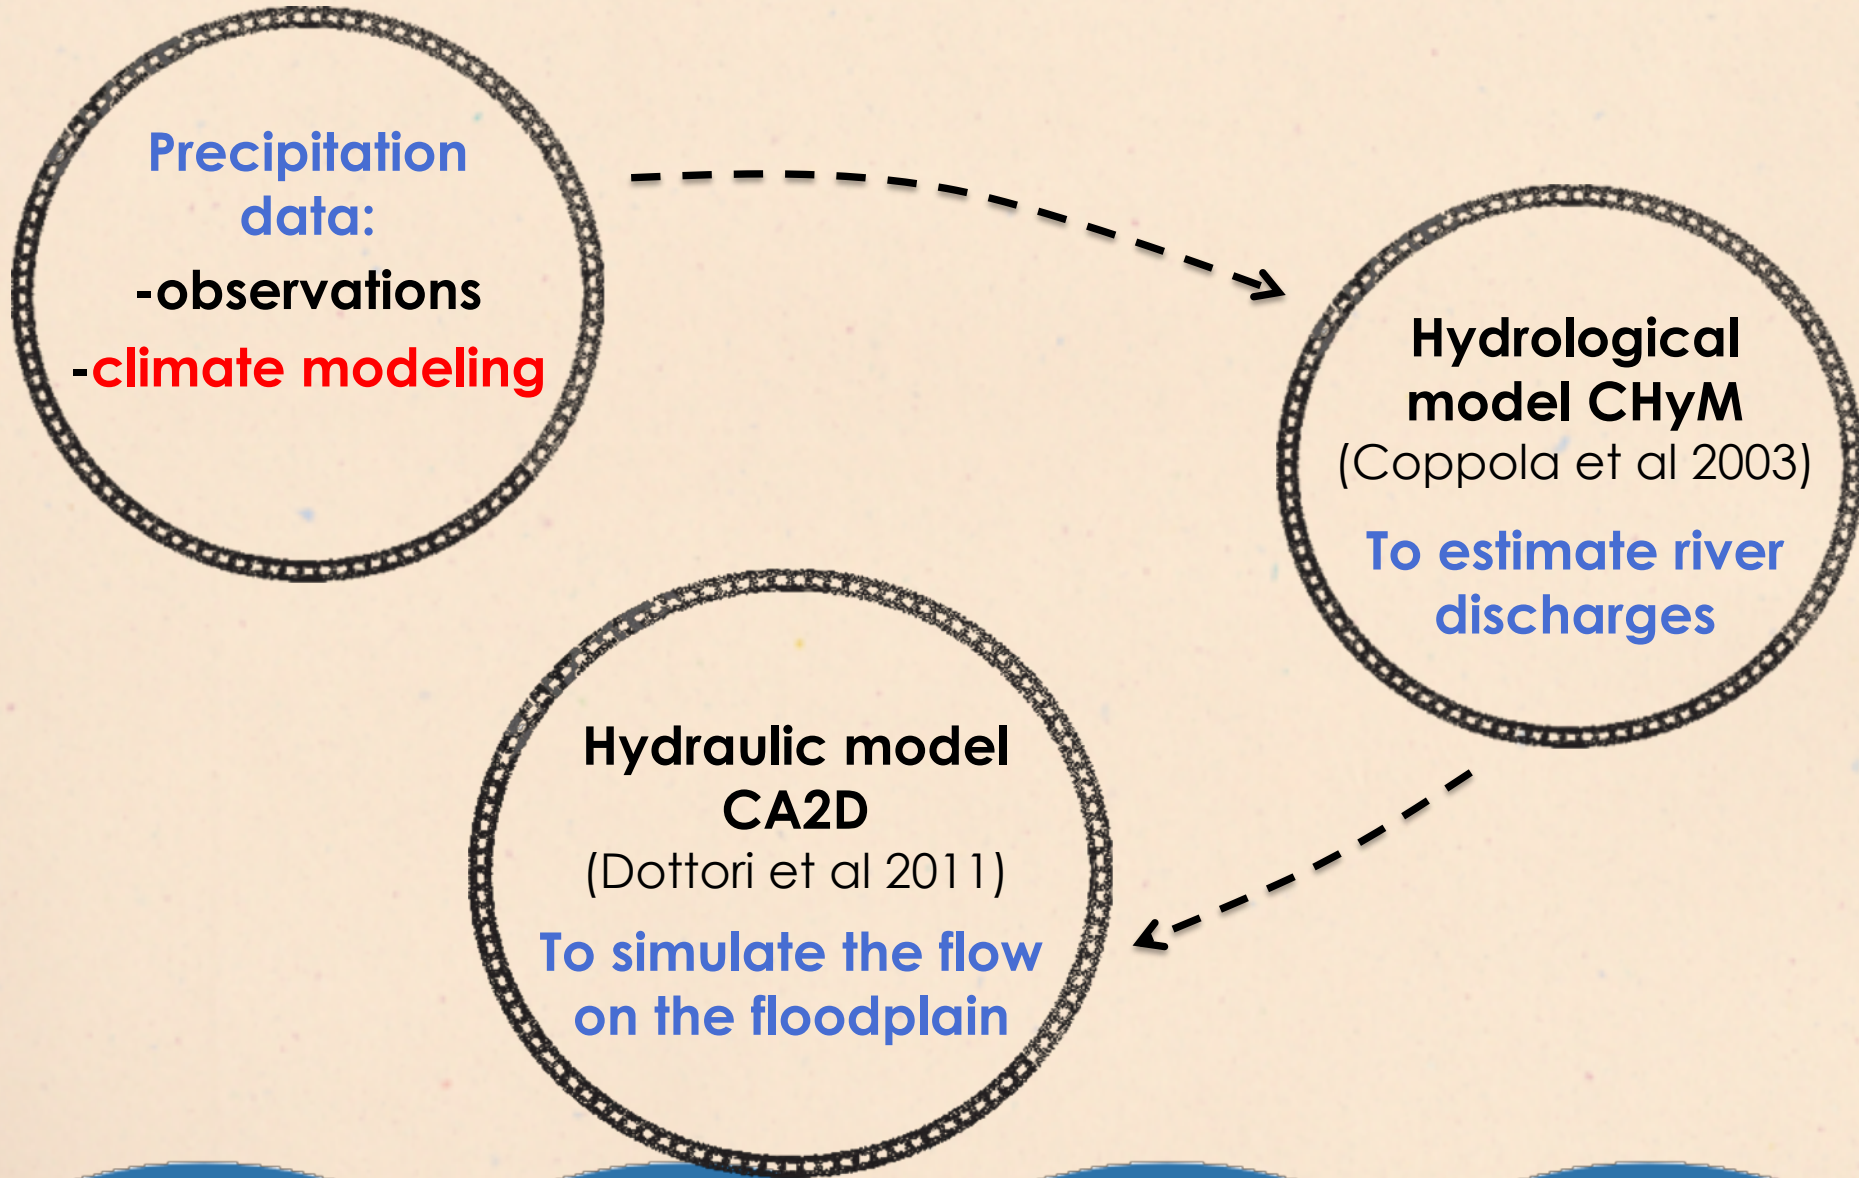 Precipitation
data:
-observations
-climate modeling
Hydrological
model CHyM
(Coppola et al 2003)
To estimate river
discharges
Hydraulic model
CA2D
(Dottori et al 2011)
To simulate the flow
on the floodplain